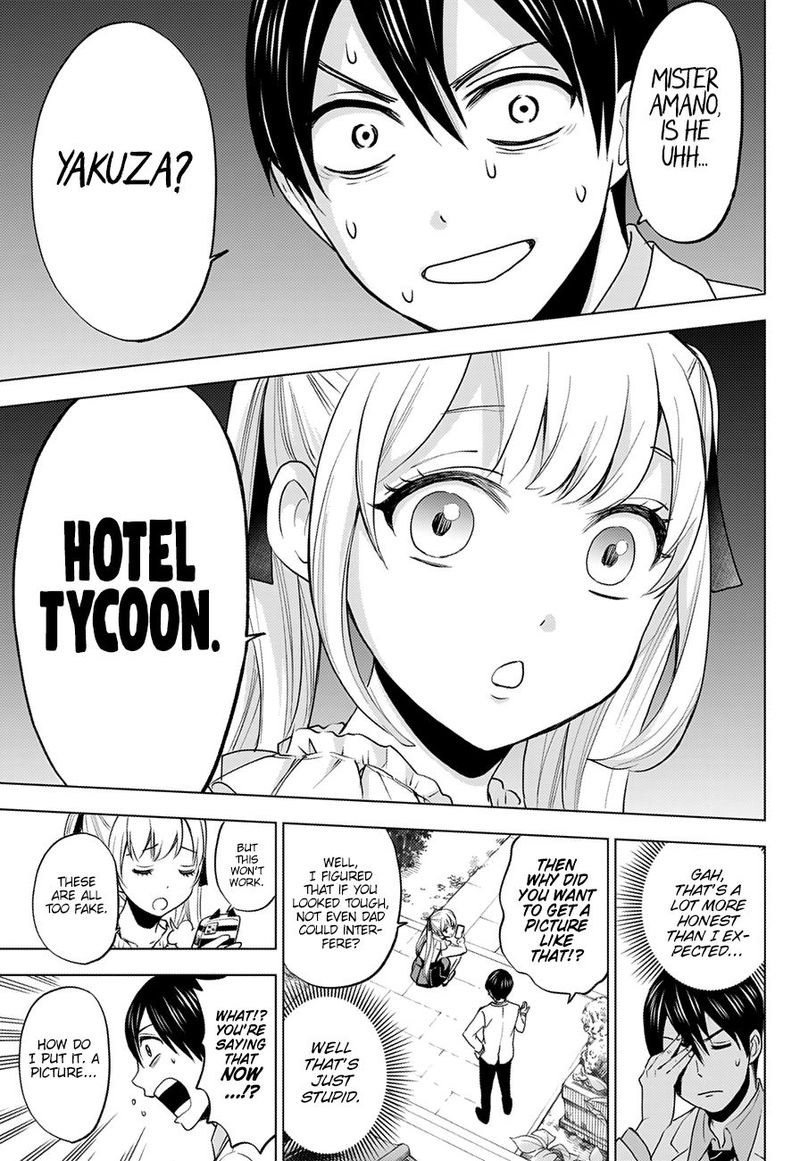 MISTER
AMANO,
IS HE
UHH...
YAKUZA?
HOTEL
TYCOON.
GAH,
THAT'S A
LOT MORE
HONEST
THAN I EX-
PECTED...
THEN
WHY DID
YOU WANT
TO GET A
PICTURE
LIKE
THAT!?
WELL,
I FIGURED
THAT IF YOU
LOOKED TOUGH,
NOT EVEN DAD
COULD INTER-
FERE?
WELL
THAT'S
JUST
STUPID.
BUT
THIS
WON'T
WORK.
THESE
ARE ALL
TOO FAKE.
WHAT!?
YOU'RE
SAYING
THAT
NOW
...!?
HOW DO
I PUT IT. A
PICTURE...